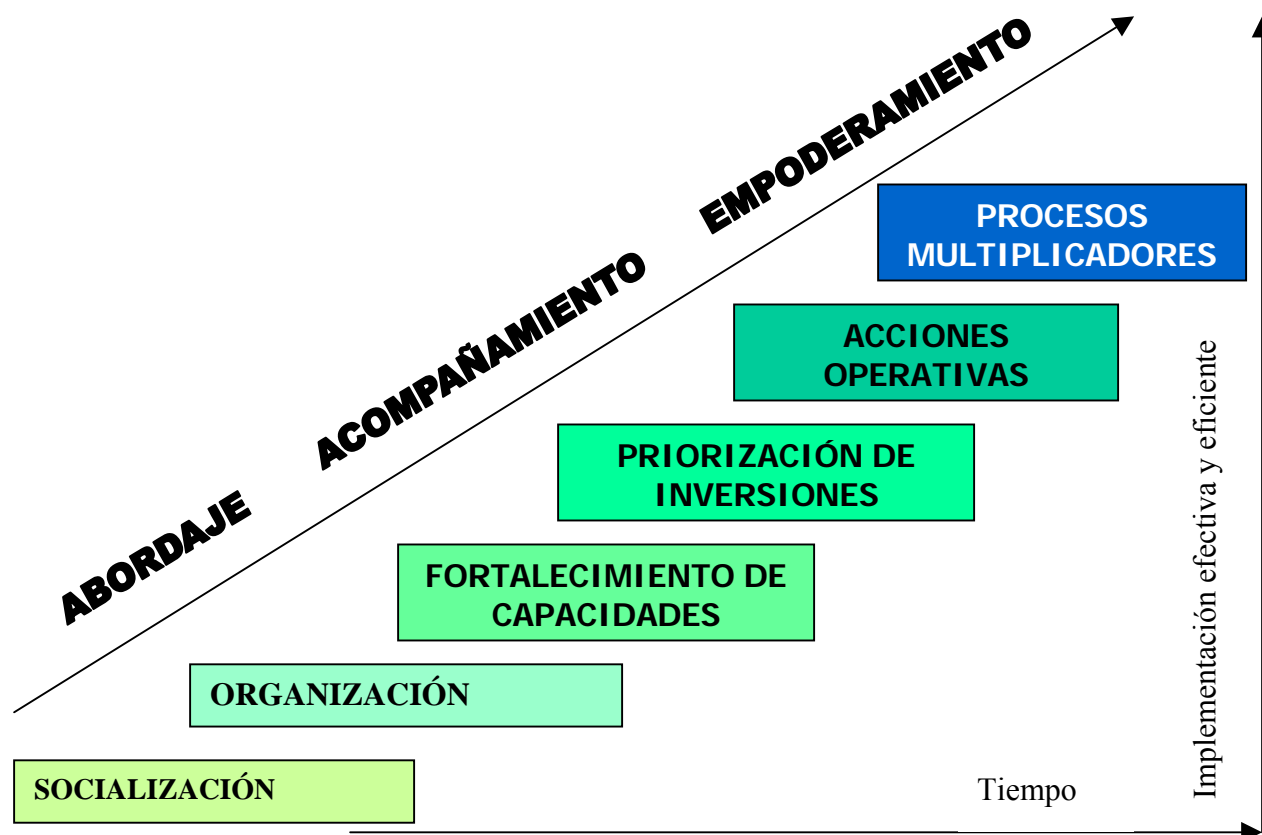 ABORDAJE
ACOMPAÑAMIENTO
EMPODERAMIENTO
PROCESOS
MULTIPLICADORES
ACCIONES
OPERATIVAS
PRIORIZACIÓN DE
INVERSIONES
FORTALECIMIENTO DE
CAPACIDADES
ORGANIZACIÓN
SOCIALIZACIÓN
Tiempo
Implementación efectiva y eficiente